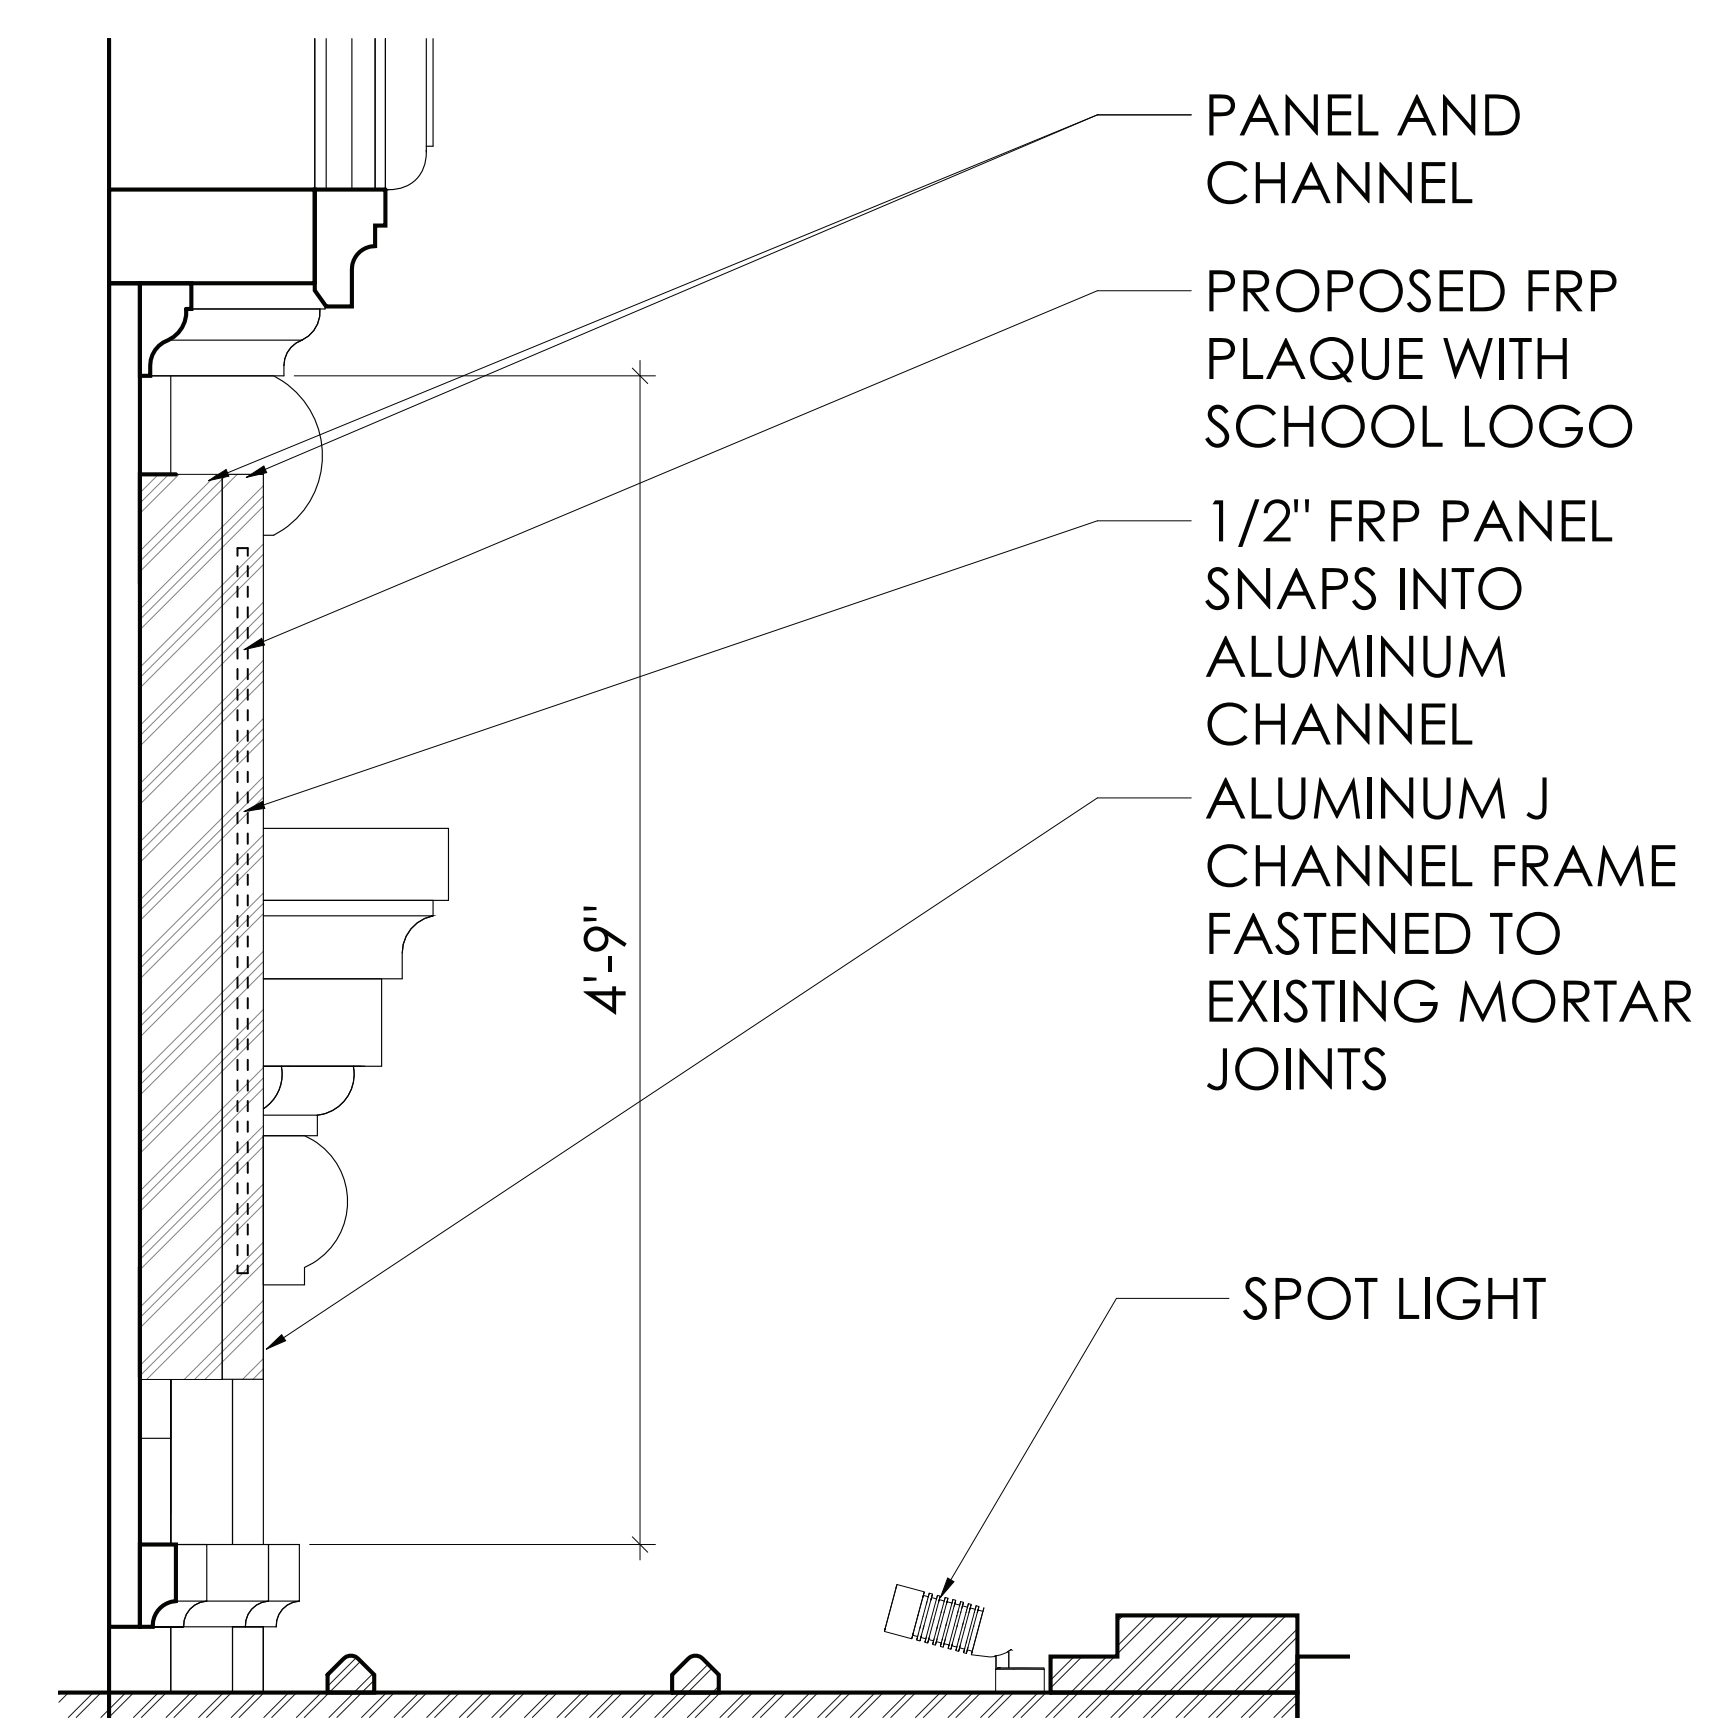 PANEL AND
CHANNEL
PROPOSED FRP
PLAQUE WITH
SCHOOL LOGO
1/2" FRP PANEL
SNAPS INTO
ALUMINUM
CHANNEL
ALUMINUM J
CHANNEL FRAME
FASTENED TO
EXISTING MORTAR
JOINTS
4'-9"
SPOT LIGHT